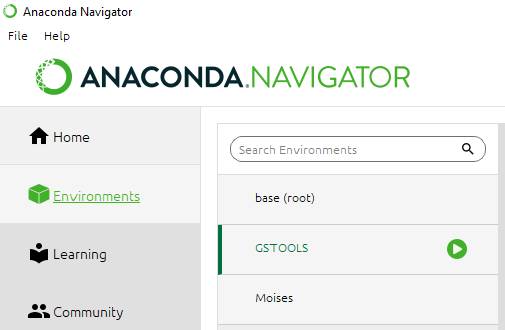 Anaconda Navigator
File Help
ANACONDA.NAVIGATOR
Home
Search Environments
base (root)
Environments
GSTOOLS
Learning
Moises
Community